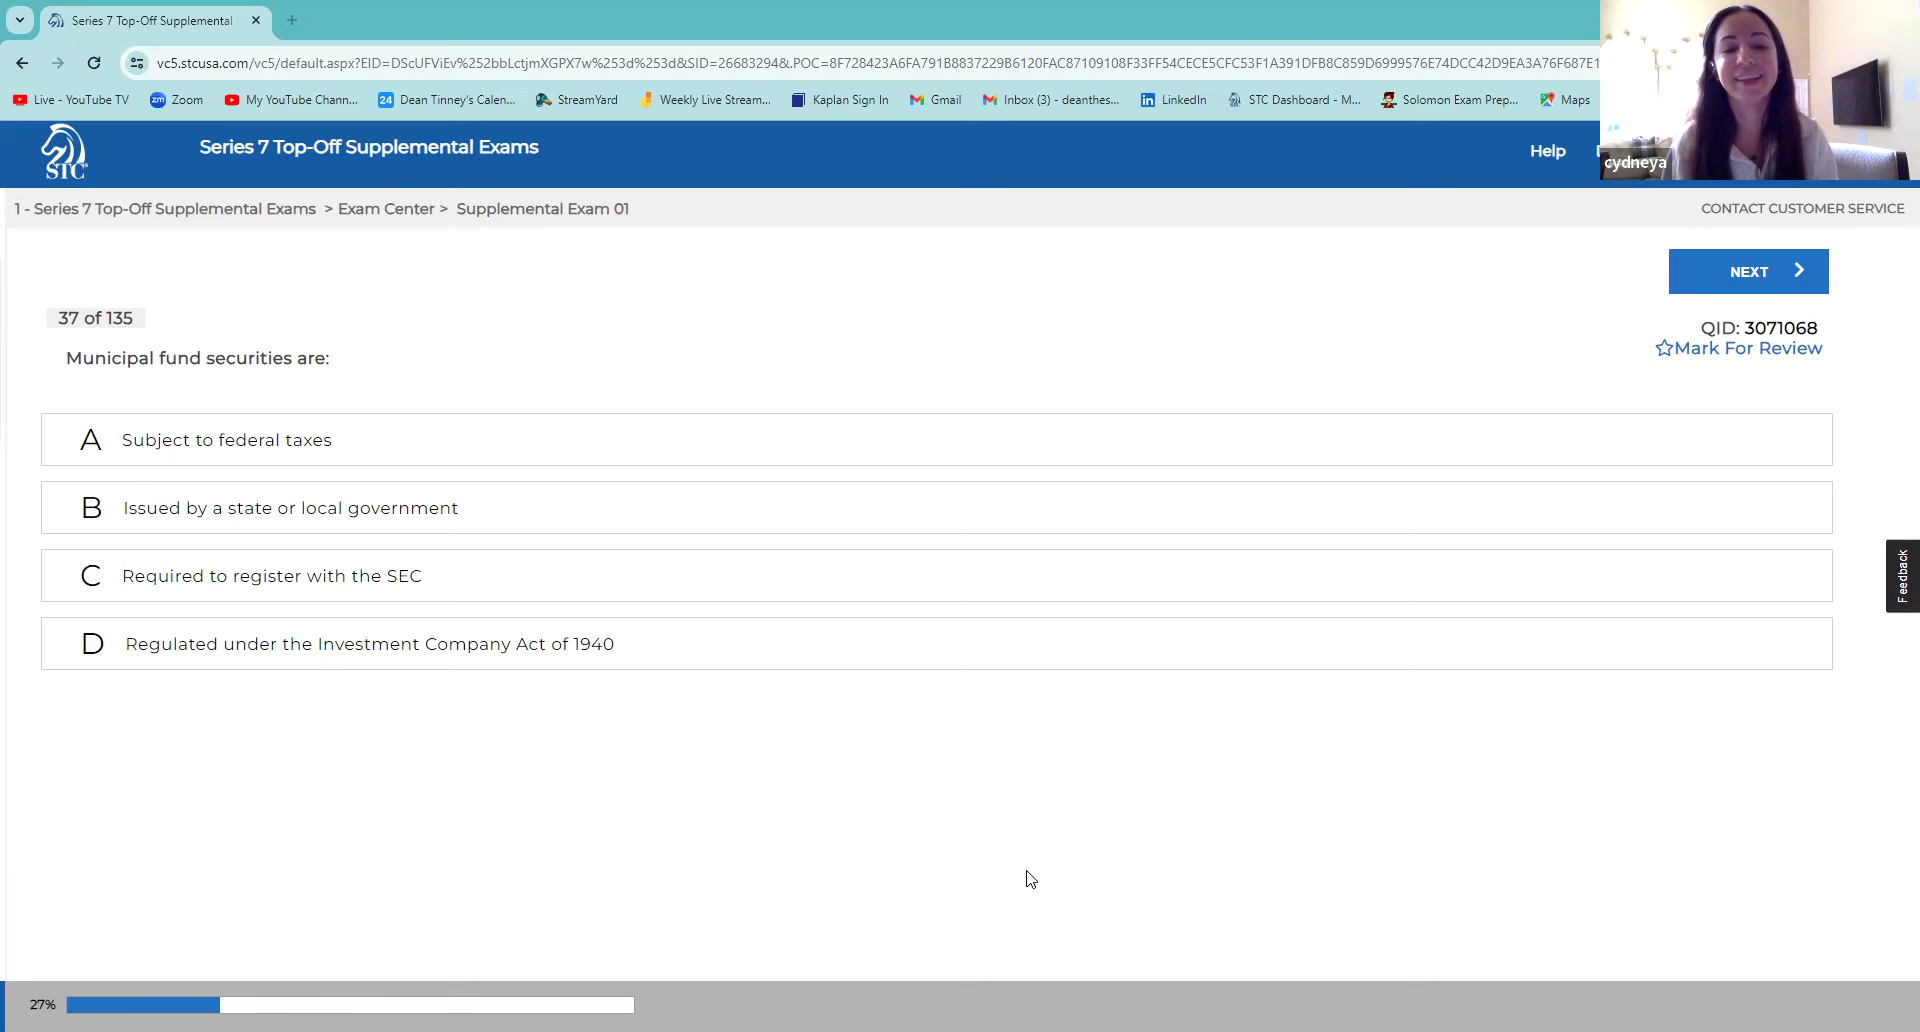 Series 7 Top-Off Supplemental
vc5.stcusa.com/vc5/default.aspx?EID=DScUFViEv%252bbLctjmXGPX7w%253d%253d&SID=26683294&.POC=8F728423A6FA791B8837229B6120FAC87109108F33FF54CECE5CFC53F1A391DFB8C859D6999576E74DCC42D9EA3A76F687E1
Live - YouTube TV
Zoom
My YouTube Chann...
24 Dean Tinney's Calen...
StreamYard
Weekly Live Stream...
Kaplan Sign In
Gmail
Inbox (3) - deanthes...
LinkedIn
STC Dashboard - M...
Solomon Exam Prep...
Maps
cydneya
STC
Series 7 Top-Off Supplemental Exams
Help
1 - Series 7 Top-Off Supplemental Exams > Exam Center > Supplemental Exam 01
CONTACT CUSTOMER SERVICE
NEXT
37 of 135
QID: 3071068
Mark For Review
Municipal fund securities are:
A Subject to federal taxes
B Issued by a state or local government
C Required to register with the SEC
D Regulated under the Investment Company Act of 1940
Feedback
27%